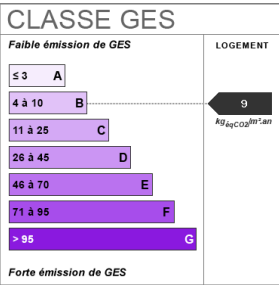 CLASSE GES
Faible émission de GES
LOGEMENT
≤ 3 A
4 à 10 B
9
kgéqCO2/m².an
11 à 25 C
26 à 45 D
46 à 70 E
71 à 95 F
> 95 G
Forte émission de GES